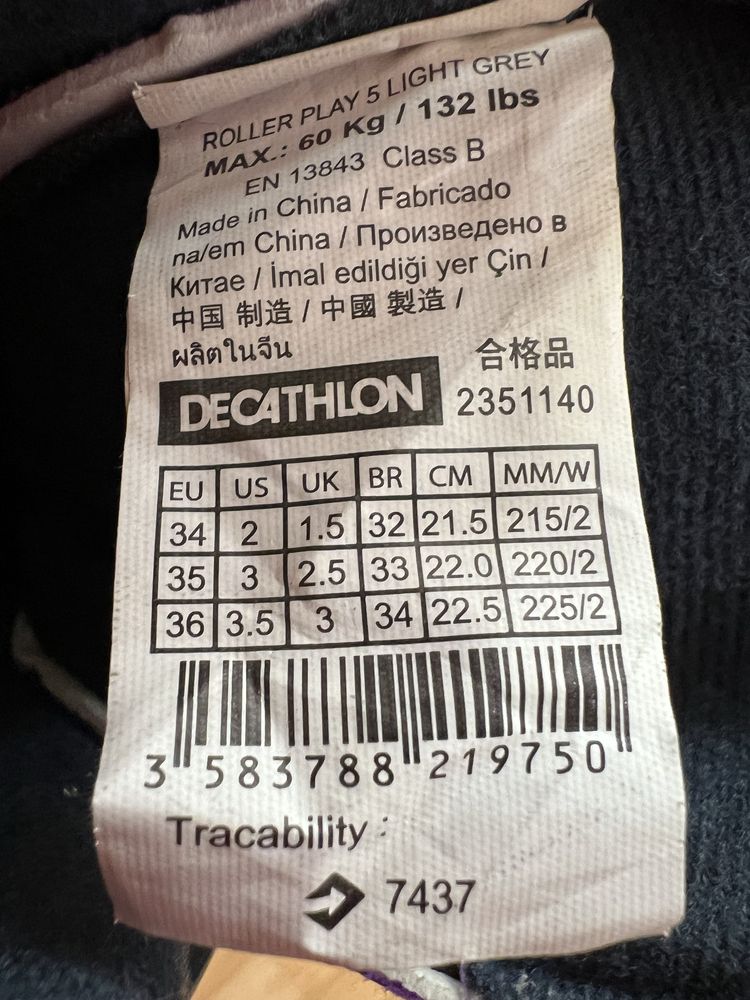 ROLLER PLAY 5 LIGHT GREY
MAX.: 60 Kg / 132 lbs
EN 13843 Class B
Made in China / Fabricado
na/em China / Произведено в
Китае / İmal edildiği yer Çin /
中国 制造 / 中國 製造 /
ผลิตในจีน
合格品
DECATHLON 2351140
EU US UK BR CM MM/W
34 2 1.5 32 21.5 215/2
35 3 2.5 33 22.0 220/2
36 3.5 3 34 22.5 225/2
3 583788 219750
Tracability :
7437